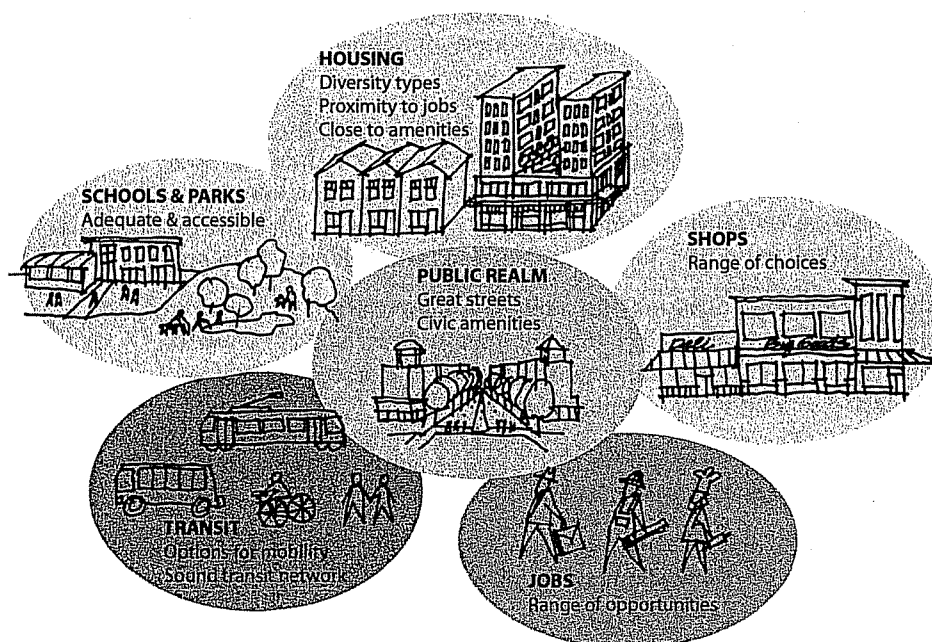 HOUSING
Diversity types
Proximity to jobs
Close to amenities
SCHOOLS & PARKS
Adequate & accessible
SHOPS
Range of choices
PUBLIC REALM
Great streets
Civic amenities
Deli
TRANSIT
Options for mobility
Sound transit network
JOBS
Range of opportunities